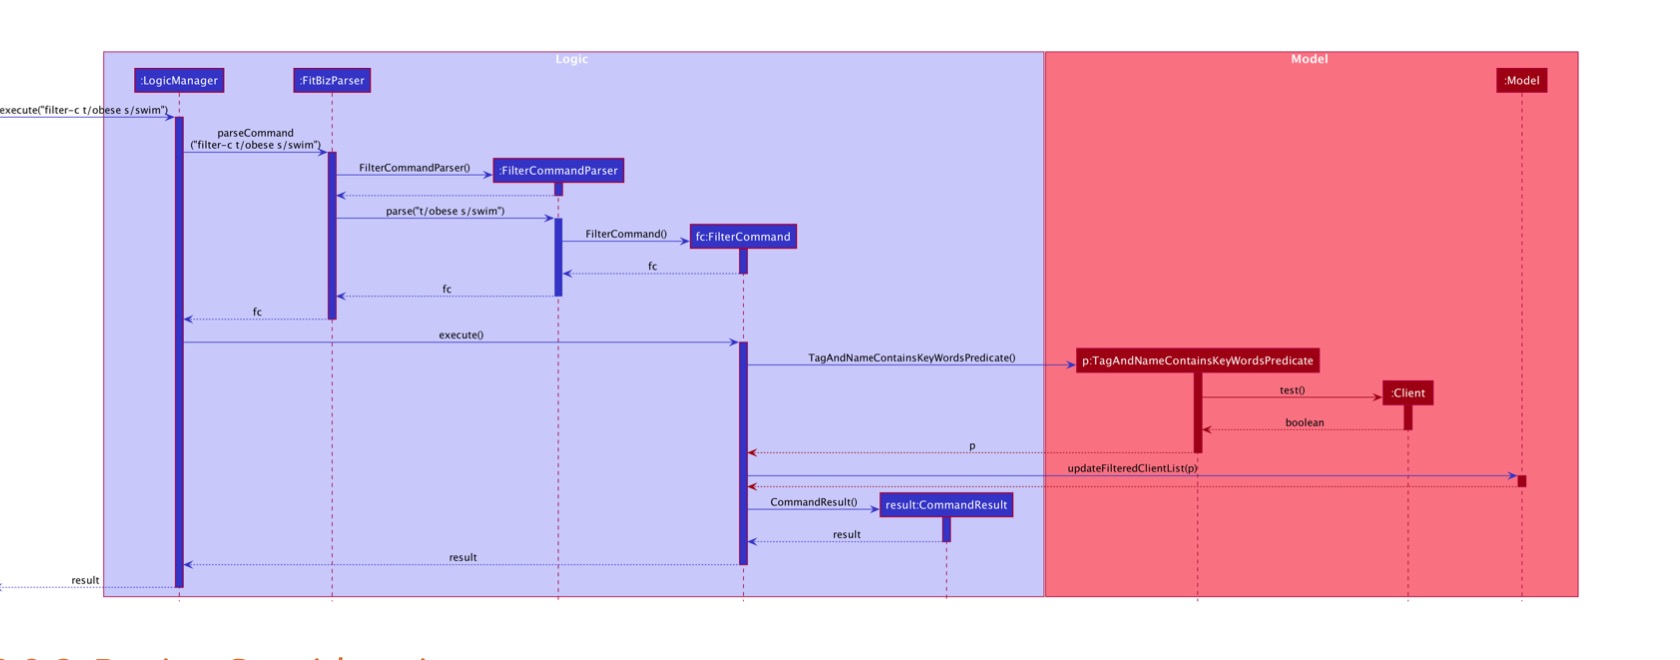 Logic
Model
:LogicManager
:FitBizParser
:Model
execute("filter-c t/obese s/swim")
parseCommand
("filter-c t/obese s/swim")
FilterCommandParser()
:FilterCommandParser
parse("t/obese s/swim")
FilterCommand()
fc:FilterCommand
fc
fc
fc
execute()
TagAndNameContainsKeyWordsPredicate()
p:TagAndNameContainsKeyWordsPredicate
test()
:Client
boolean
p
updateFilteredClientList(p)
CommandResult()
result:CommandResult
result
result
result